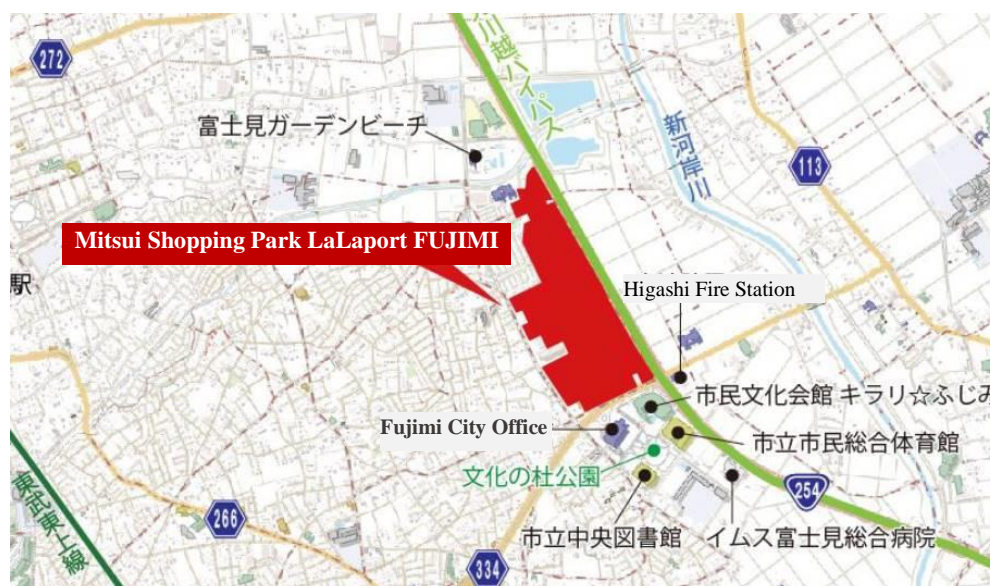 272
川越バイパス
富士見ガーデンビーチ
新河岸川
113
Mitsui Shopping Park LaLaport FUJIMI
駅
Higashi Fire Station
市民文化会館 キラリ☆ふじみ
Fujimi City Office
市立市民総合体育館
文化の杜公園
254
東武東上線
266
市立中央図書館
イムス富士見総合病院
334